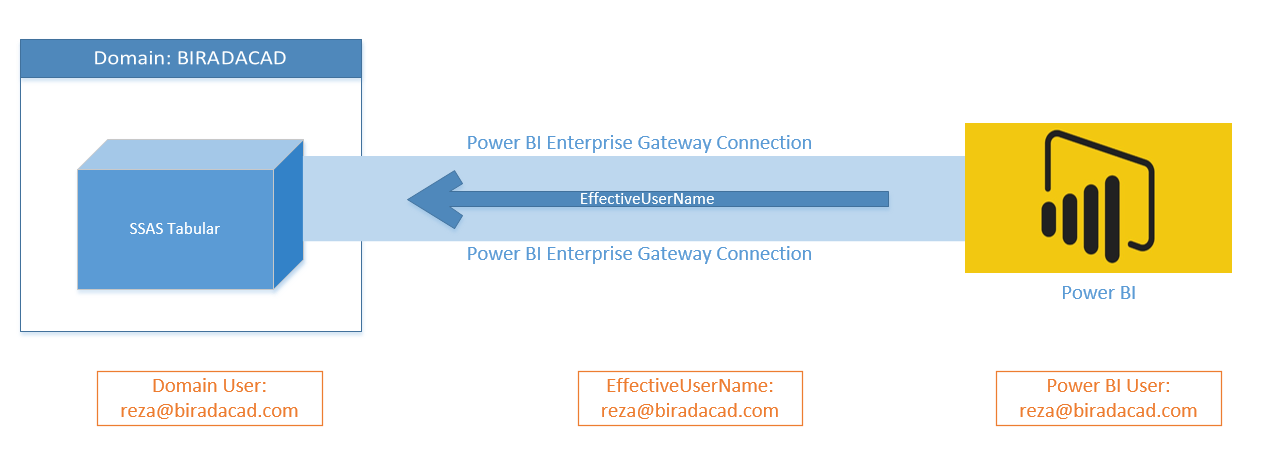 Domain: BIRADACAD
Power BI Enterprise Gateway Connection
EffectiveUserName
SSAS Tabular
Power BI Enterprise Gateway Connection
Power BI
Domain User:
reza@biradacad.com
EffectiveUserName:
reza@biradacad.com
Power BI User:
reza@biradacad.com